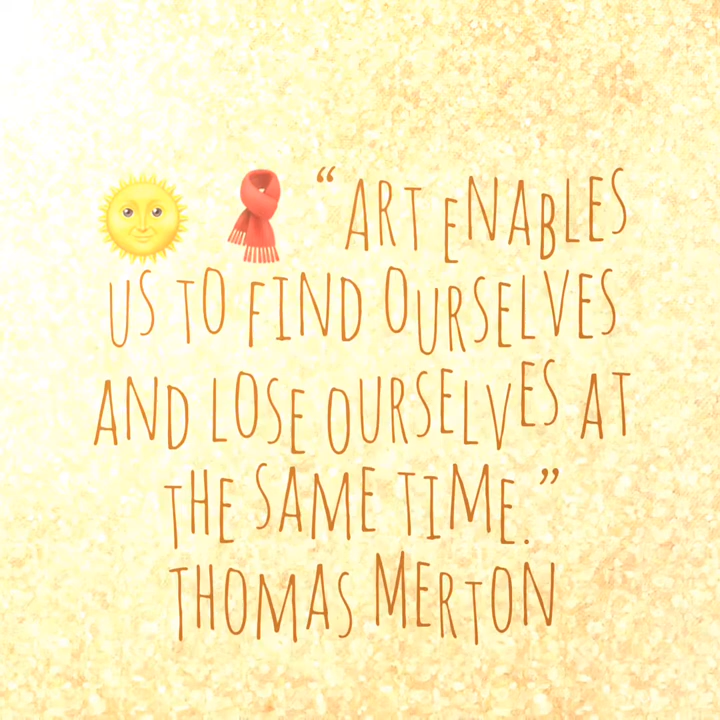 🌞 🧣 “ART ENABLES
US TO FIND OURSELVES
AND LOSE OURSELVES AT
THE SAME TIME.”
THOMAS MERTON